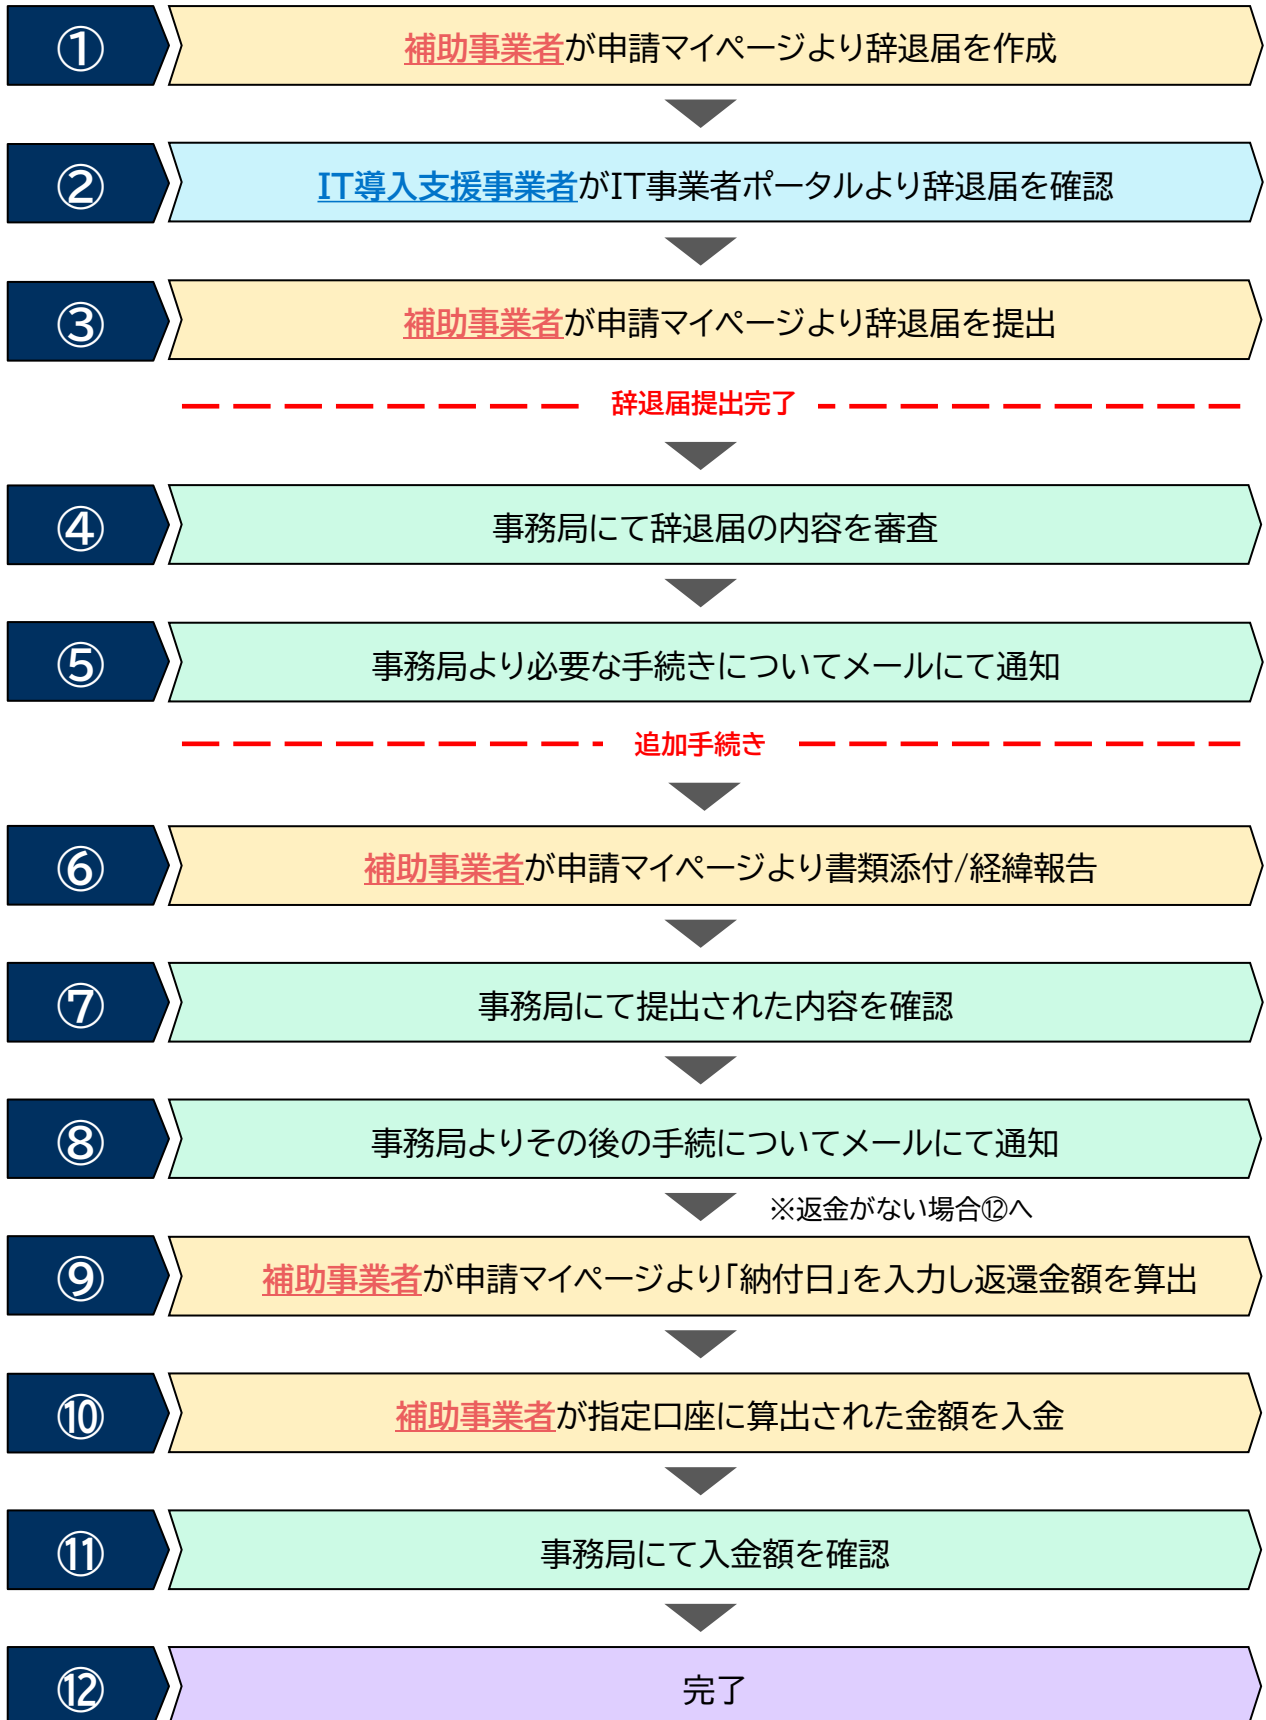 ①
補助事業者が申請マイページより辞退届を作成
②
IT導入支援事業者がIT事業者ポータルより辞退届を確認
③
補助事業者が申請マイページより辞退届を提出
辞退届提出完了
④
事務局にて辞退届の内容を審査
⑤
事務局より必要な手続きについてメールにて通知
追加手続き
⑥
補助事業者が申請マイページより書類添付/経緯報告
⑦
事務局にて提出された内容を確認
⑧
事務局よりその後の手続についてメールにて通知
※返金がない場合⑫へ
⑨
補助事業者が申請マイページより「納付日」を入力し返還金額を算出
⑩
補助事業者が指定口座に算出された金額を入金
⑪
事務局にて入金額を確認
⑫
完了